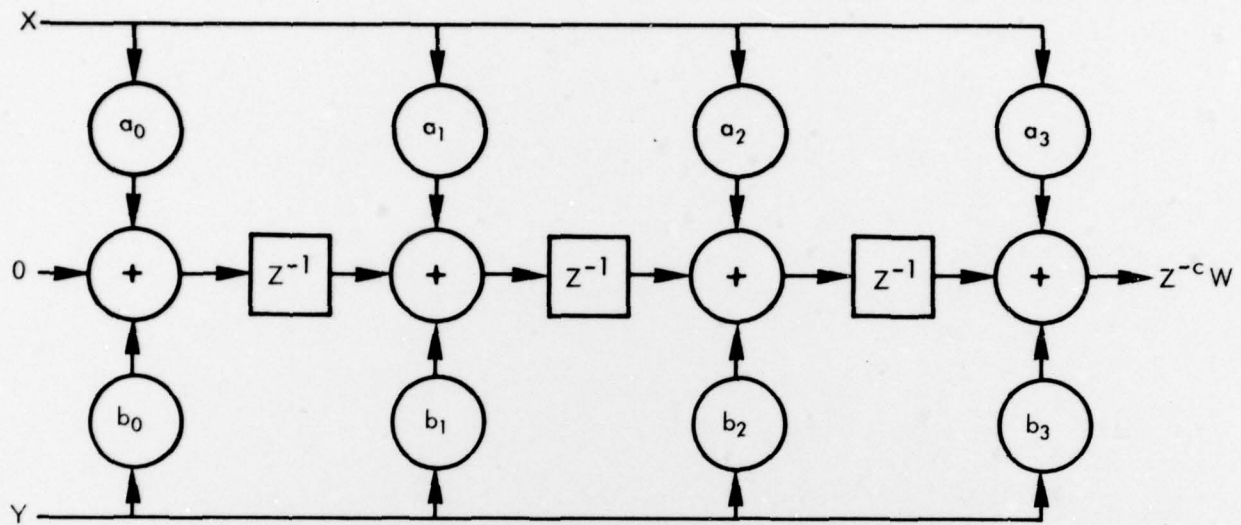 X
a₀ a₁ a₂ a₃
0 + Z⁻¹ + Z⁻¹ + Z⁻¹ + Z⁻ᶜ W
b₀ b₁ b₂ b₃
Y